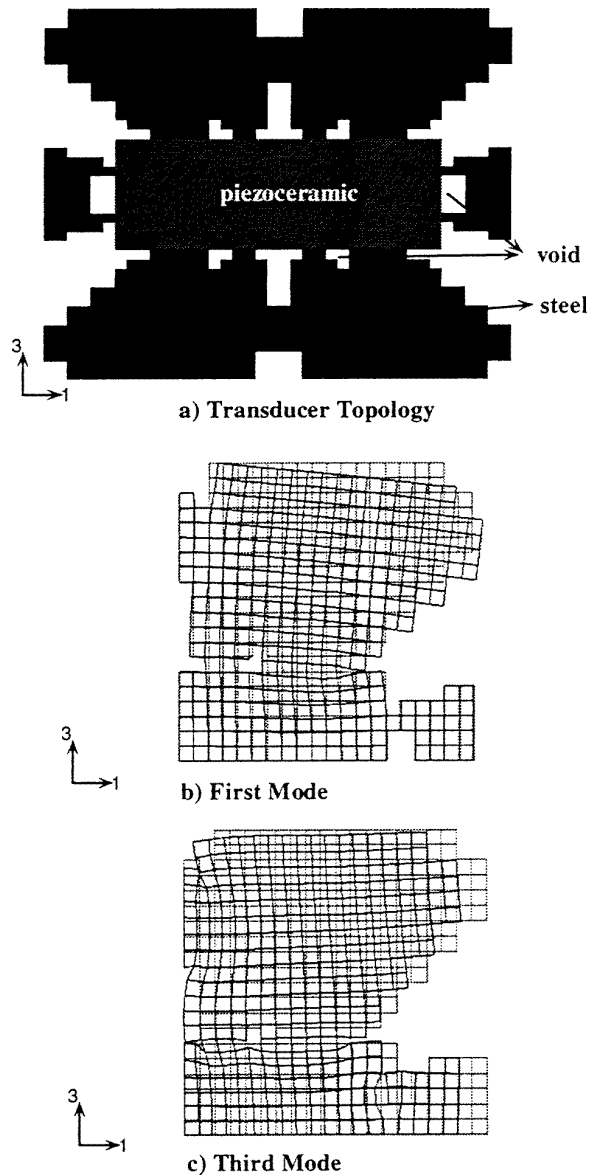 piezoceramic
void
steel
3
1
a) Transducer Topology
3
1
b) First Mode
3
1
c) Third Mode